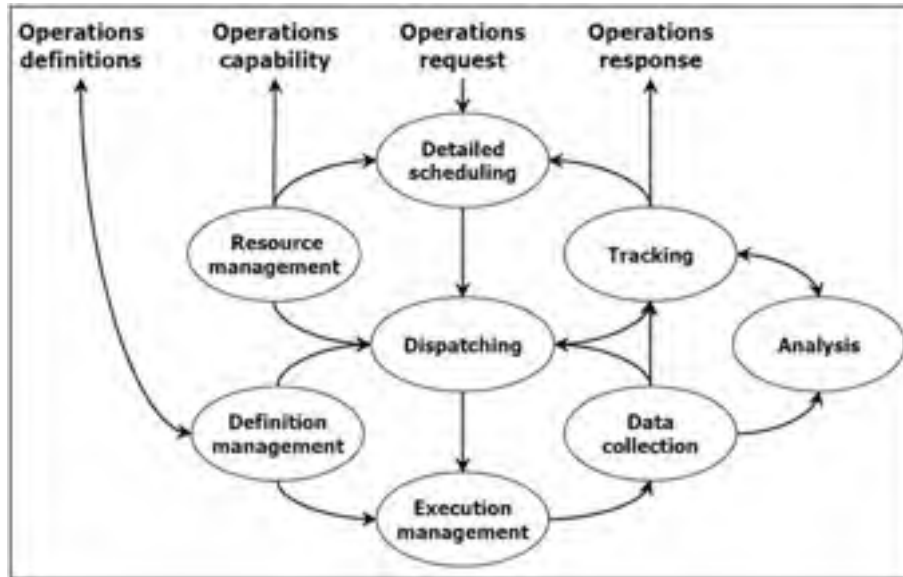 Operations
definitions
Operations
capability
Operations
request
Operations
response
Detailed
scheduling
Resource
management
Tracking
Dispatching
Analysis
Definition
management
Data
collection
Execution
management